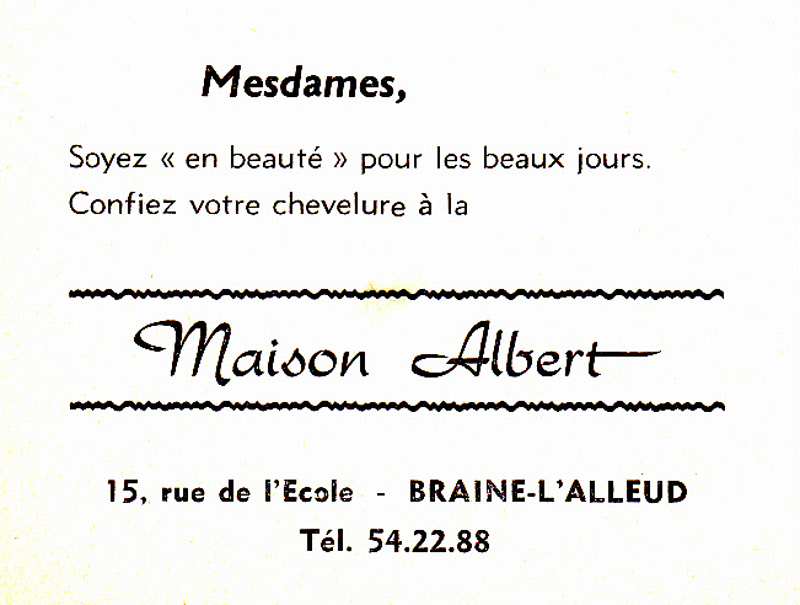 Mesdames,
Soyez « en beauté » pour les beaux jours.
Confiez votre chevelure à la
Maison Albert
15, rue de l'Ecole - BRAINE-L'ALLEUD
Tél. 54.22.88